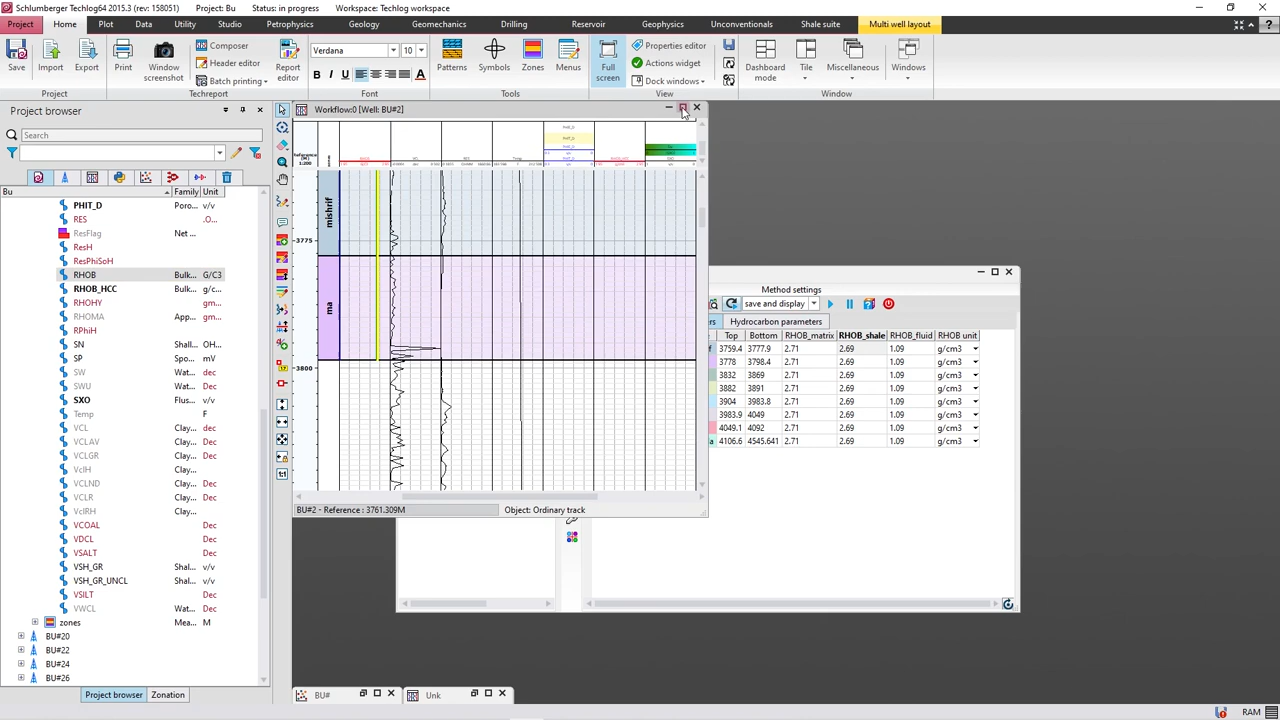 Schlumberger Techlog64 2015.3 (rev: 158051) Project: Bu Status: in progress Workspace: Techlog workspace
Project Home Plot Data Utility Studio Petrophysics Geology Geomechanics Drilling Reservoir Geophysics Unconventionals Shale suite Multi well layout
Save Import Export
Project
Print Window screenshot Composer Header editor Batch printing Report editor
Techreport
Verdana 10
B I U
Font
Patterns Symbols Zones Menus
Tools
Full screen Properties editor Actions widget Dock windows
View
Dashboard mode Tile Miscellaneous Windows
Window
Project browser
Search
Bu Family Unit
PHIT_D Poro... v/v
RES .O...
ResFlag Net ...
ResH
ResPhiSoH
RHOB Bulk... G/C3
RHOB_HCC Bulk... g/c...
RHOHY gm...
RHOMA App... gm...
RPhiH
SN Shall... OH...
SP Spo... mV
SW Wat... dec
SWU Wat... dec
SXO Flus... v/v
Temp F
VCL Clay... dec
VCLAV Clay... Dec
VCLGR Clay... Dec
VclH Clay...
VCLND Clay... Dec
VCLR Clay... Dec
VclRH Clay...
VCOAL Dec
VDCL Dec
VSALT Dec
VSH_GR Shal... v/v
VSH_GR_UNCL Shal... v/v
VSILT Dec
VWCL Wat... Dec
zones Mea... M
BU#20
BU#22
BU#24
BU#26
Project browser Zonation
Workflow:0 [Well: BU#2]
1:200
mishrif
3775
ma
3800
BU#2 - Reference : 3761.309M Object: Ordinary track
Method settings
save and display
Hydrocarbon parameters
Top Bottom RHOB_matrix RHOB_shale RHOB_fluid RHOB unit
3759.4 3777.9 2.71 2.69 1.09 g/cm3
3778 3798.4 2.71 2.69 1.09 g/cm3
3832 3869 2.71 2.69 1.09 g/cm3
3882 3891 2.71 2.69 1.09 g/cm3
3904 3983.8 2.71 2.69 1.09 g/cm3
3983.9 4049 2.71 2.69 1.09 g/cm3
4049.1 4092 2.71 2.69 1.09 g/cm3
4106.6 4545.641 2.71 2.69 1.09 g/cm3
BU# Unk
RAM